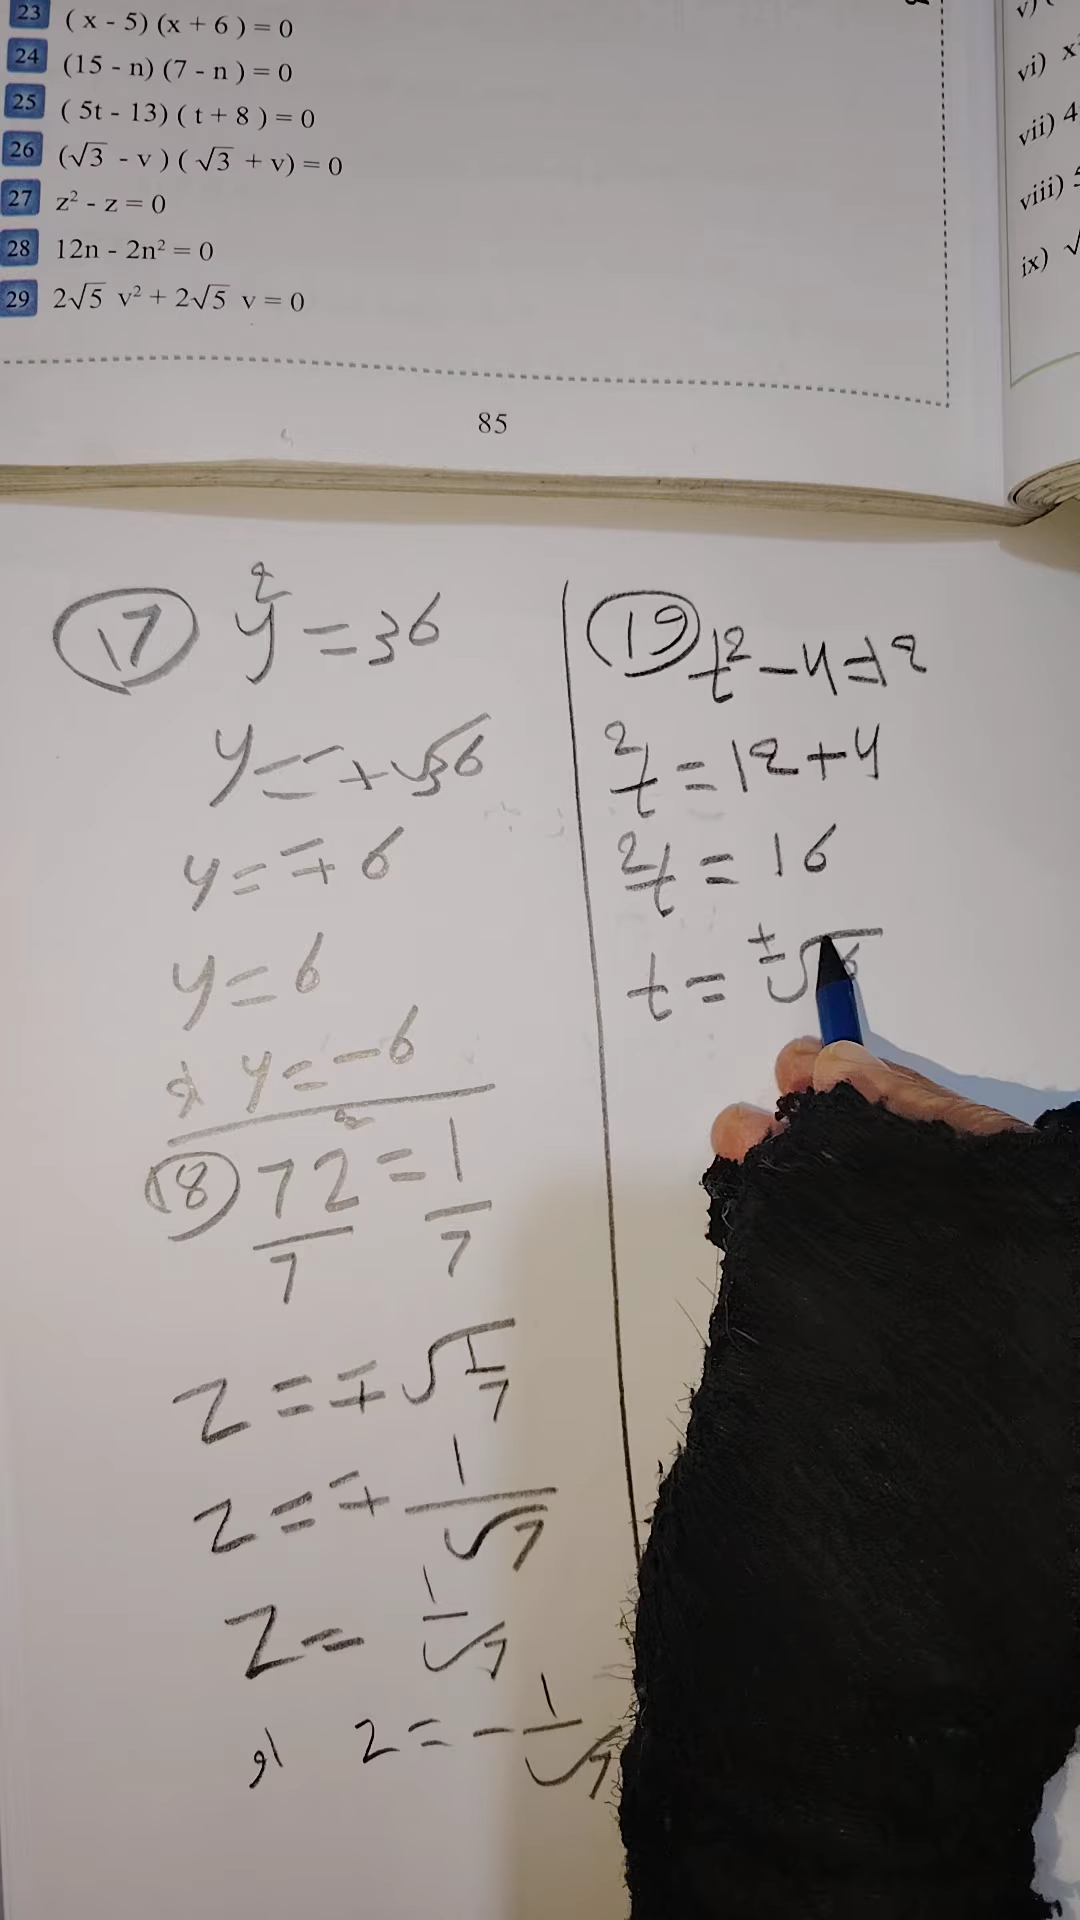 23 ( x - 5) (x + 6 ) = 0
24 (15 - n) (7 - n ) = 0
25 ( 5t - 13) ( t + 8 ) = 0
26 (√3 - v ) ( √3 + v) = 0
27 z² - z = 0
28 12n - 2n² = 0
29 2√5 v² + 2√5 v = 0
85
v)
vi) x
vii) 4
viii)
ix) √
17 y² = 36
y = ∓ √36
y = ∓ 6
y = 6
او y = -6
18 7z²/7 = 1/7
z = ∓ √1/7
z = ∓ 1/√7
z = 1/√7
او z = - 1/√7
19 t² - 4 = 12
t² = 12 + 4
t² = 16
t = ±√